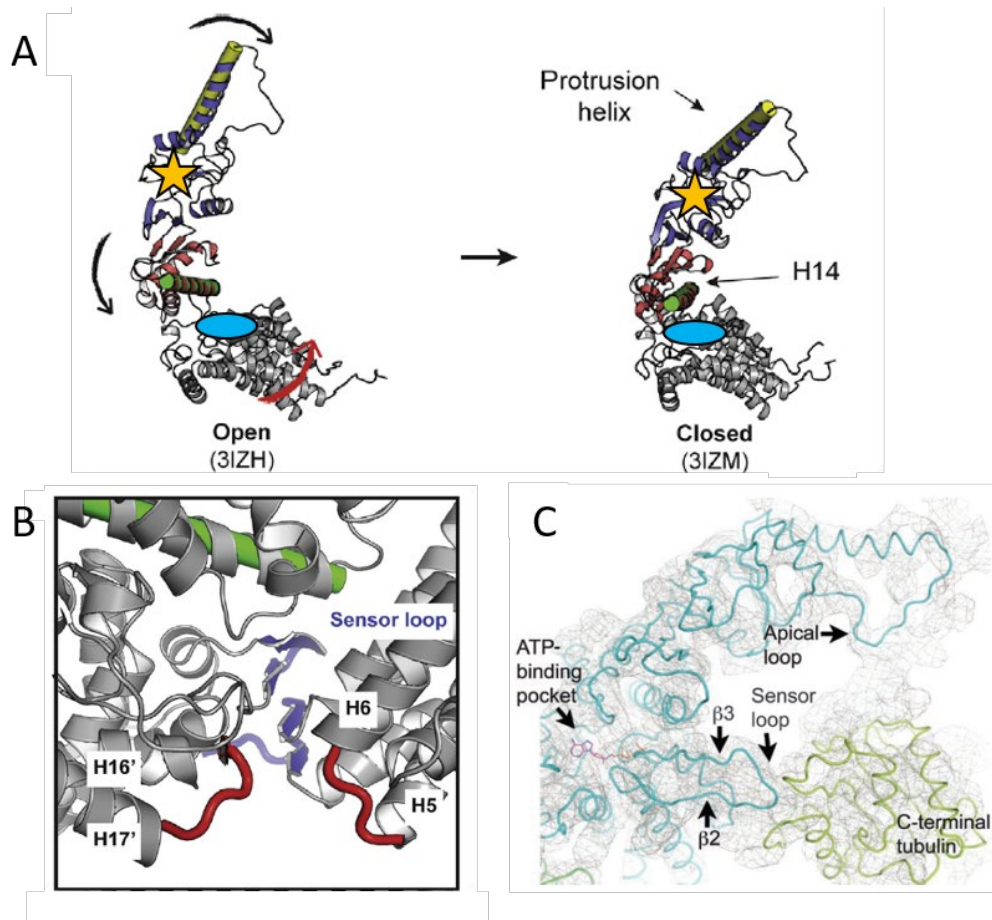 A
Protrusion
helix
H14
Open
(3IZH)
Closed
(3IZM)
B
Sensor loop
H6
H16'
H5
H17'
C
Apical
loop
ATP-
binding
pocket
Sensor
loop
β3
β2
C-terminal
tubulin